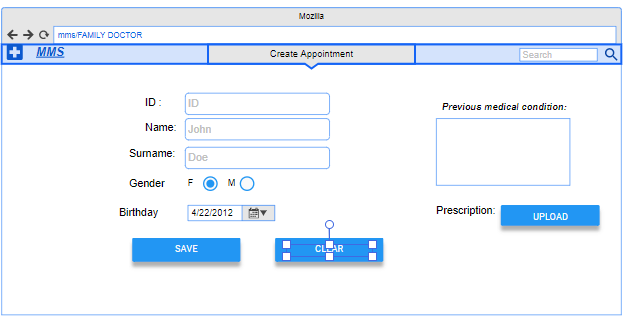 Mozilla
mms/FAMILY DOCTOR
MMS
Create Appointment
Search
ID :
ID
Name:
John
Surname:
Doe
Gender
F
M
Birthday
4/22/2012
Previous medical condition:
Prescription:
UPLOAD
SAVE
CLEAR